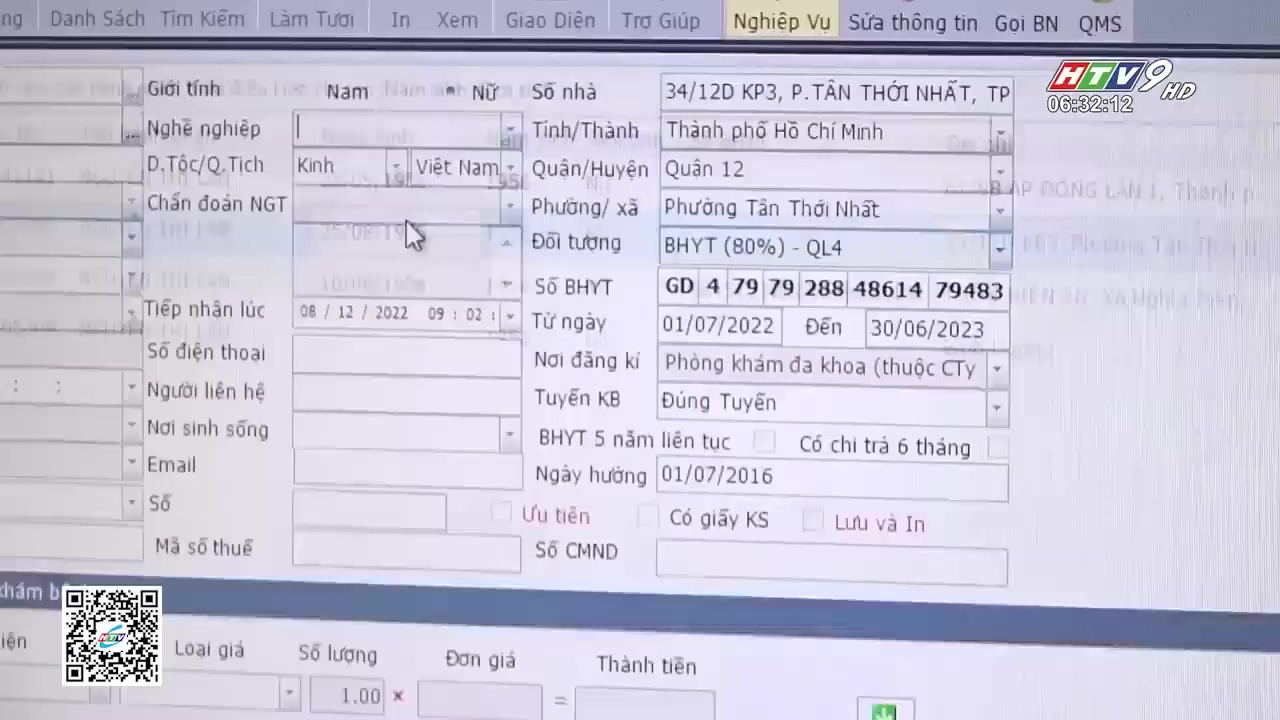 Danh Sách Tìm Kiếm Làm Tươi In Xem Giao Diện Trợ Giúp Nghiệp Vụ Sửa thông tin Gọi BN QMS
HTV9 HD
06:32:12
Giới tính Nam Nữ Số nhà 34/12D KP3, P.TÂN THỚI NHẤT, TP
Nghề nghiệp Tỉnh/Thành Thành phố Hồ Chí Minh
D.Tộc/Q.Tịch Kinh Việt Nam Quận/Huyện Quận 12
Chẩn đoán NGT Phường/ xã Phường Tân Thới Nhất
Đối tượng BHYT (80%) - QL4
Số BHYT GD 4 79 79 288 48614 79483
Tiếp nhận lúc 08 / 12 / 2022 09 : 02 : Từ ngày 01/07/2022 Đến 30/06/2023
Số điện thoại Nơi đăng kí Phòng khám đa khoa (thuộc CTy
: : Người liên hệ Tuyến KB Đúng Tuyến
Nơi sinh sống BHYT 5 năm liên tục Có chi trả 6 tháng
Email Ngày hưởng 01/07/2016
Số Ưu tiên Có giấy KS Lưu và In
Mã số thuế Số CMND
khám b
HTV
Loại giá Số lượng Đơn giá Thành tiền
1.00 × =